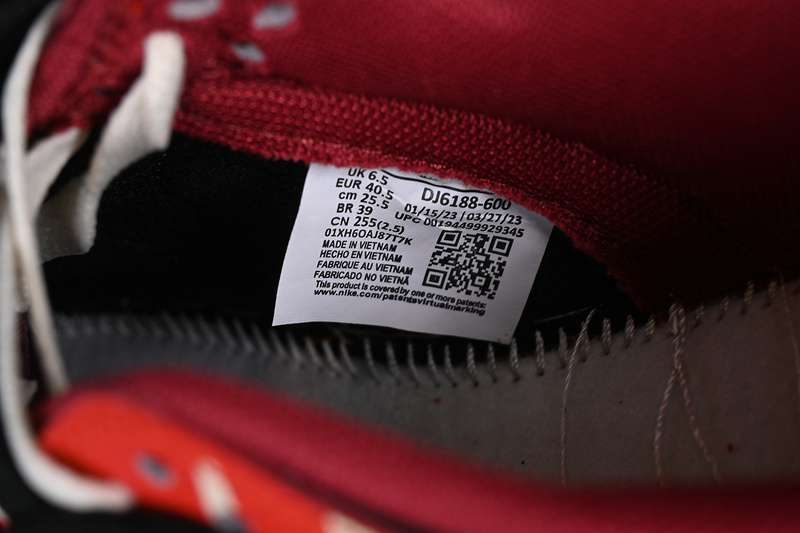 UK 6.5
EUR 40.5
cm 25.5
BR 39
CN 255(2.5)
DJ6188-600
01/15/23 | 03/27/23
UPC 00194499929345
01XH6OAJ87T7K
MADE IN VIETNAM
HECHO EN VIETNAM
FABRIQUE AU VIETNAM
FABRICADO NO VIETNÃ
This product is covered by one or more patents:
www.nike.com/patentsvirtualmarking